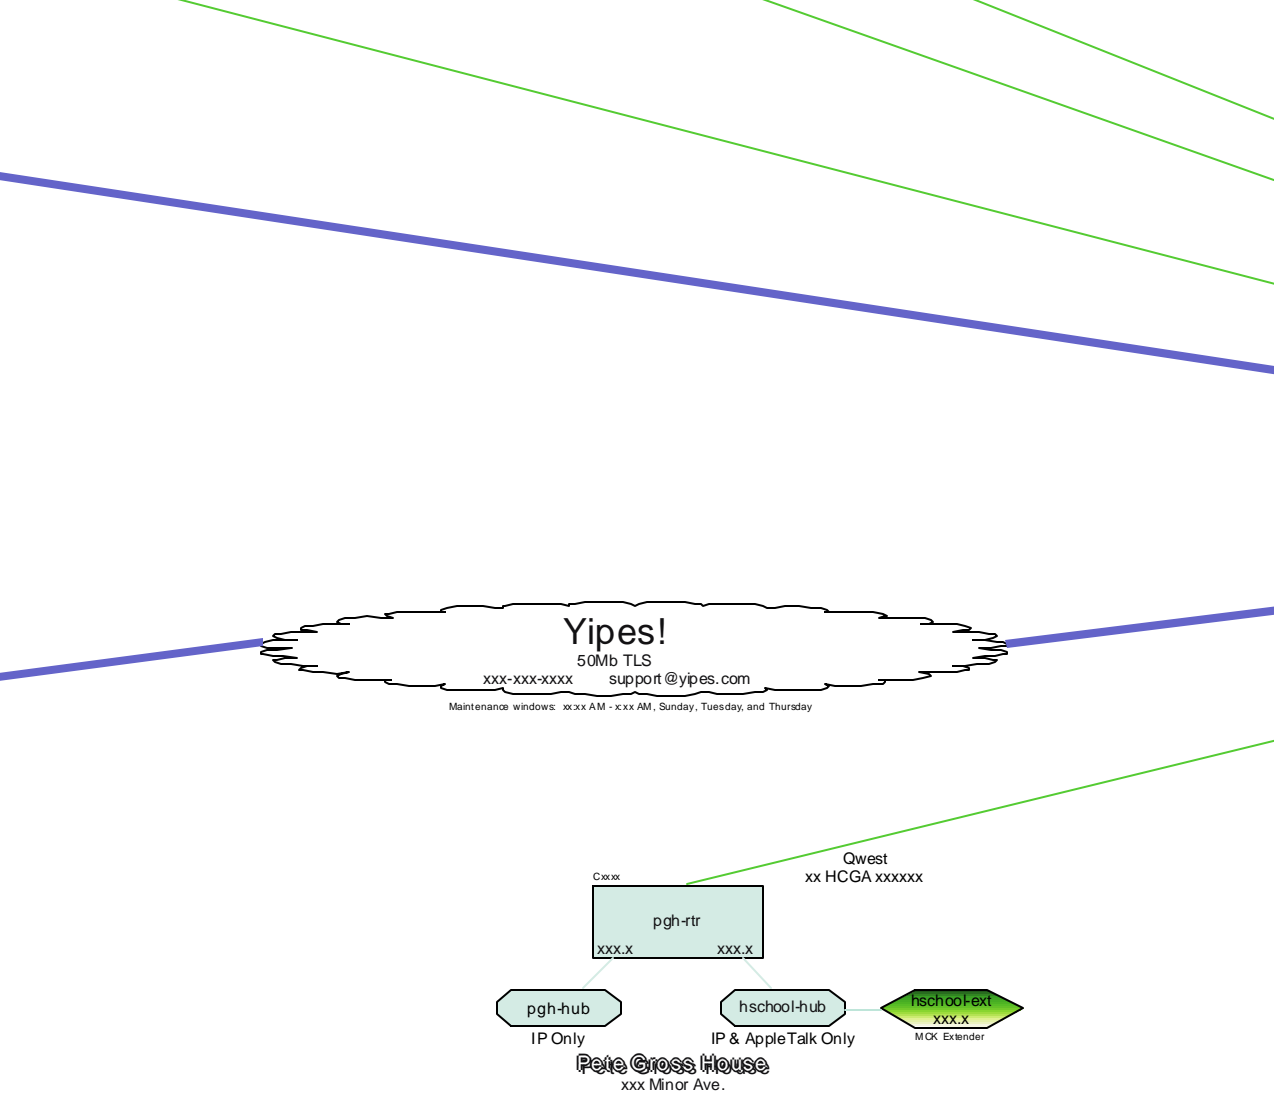 Yipes!
50Mb TLS
xxx-xxx-xxxx support@yipes.com
Maintenance windows: xx:xx AM - x:xx AM, Sunday, Tuesday, and Thursday
Qwest
xx HCGA xxxxxx
Cxxxx
pgh-rtr
xxx.x xxx.x
pgh-hub
hschool-hub
hschool-ext
xxx.x
IP Only
IP & AppleTalk Only
MCK Extender
Pete Gross House
xxx Minor Ave.